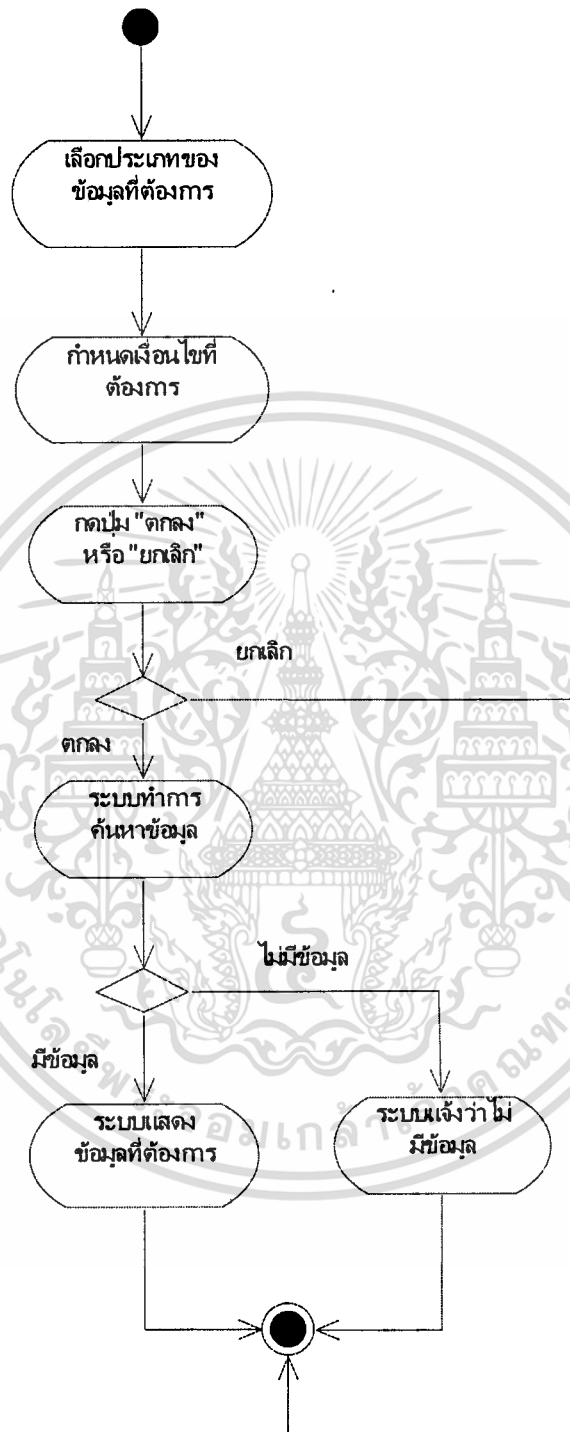 เลือกประเภทของ
ข้อมูลที่ต้องการ
กำหนดเงื่อนไขที่
ต้องการ
กดปุ่ม "ตกลง"
หรือ "ยกเลิก"
ยกเลิก
ตกลง
ระบบทำการ
ค้นหาข้อมูล
ไม่มีข้อมูล
มีข้อมูล
ระบบแสดง
ข้อมูลที่ต้องการ
ระบบแจ้งว่าไม่
มีข้อมูล